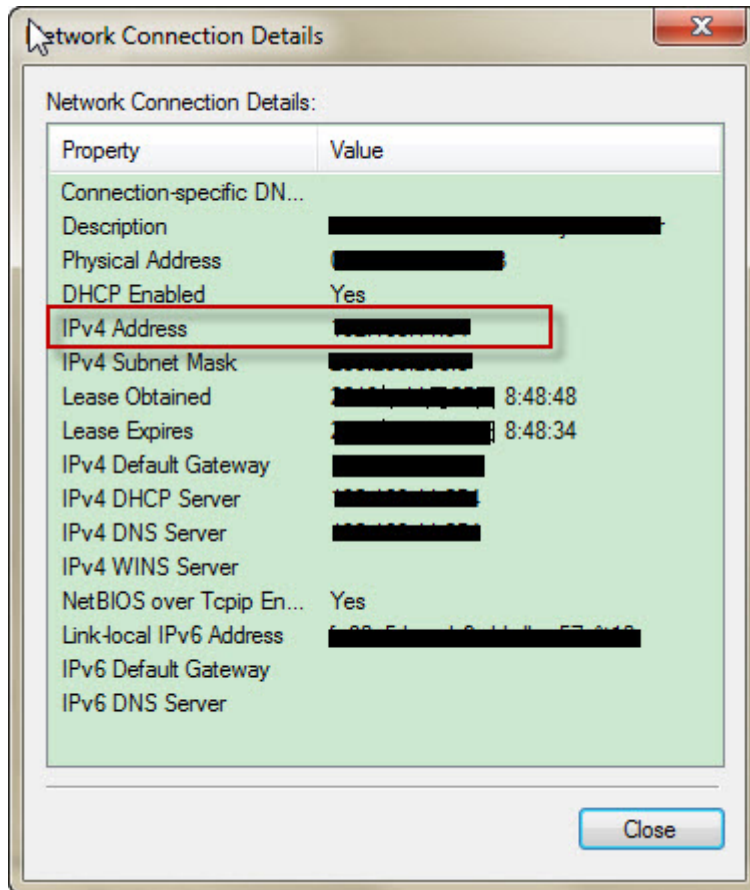 Network Connection Details
Network Connection Details:
Property Value
Connection-specific DN...
Description
Physical Address
DHCP Enabled Yes
IPv4 Address
IPv4 Subnet Mask
Lease Obtained 8:48:48
Lease Expires 8:48:34
IPv4 Default Gateway
IPv4 DHCP Server
IPv4 DNS Server
IPv4 WINS Server
NetBIOS over Tcpip En... Yes
Link-local IPv6 Address
IPv6 Default Gateway
IPv6 DNS Server
Close